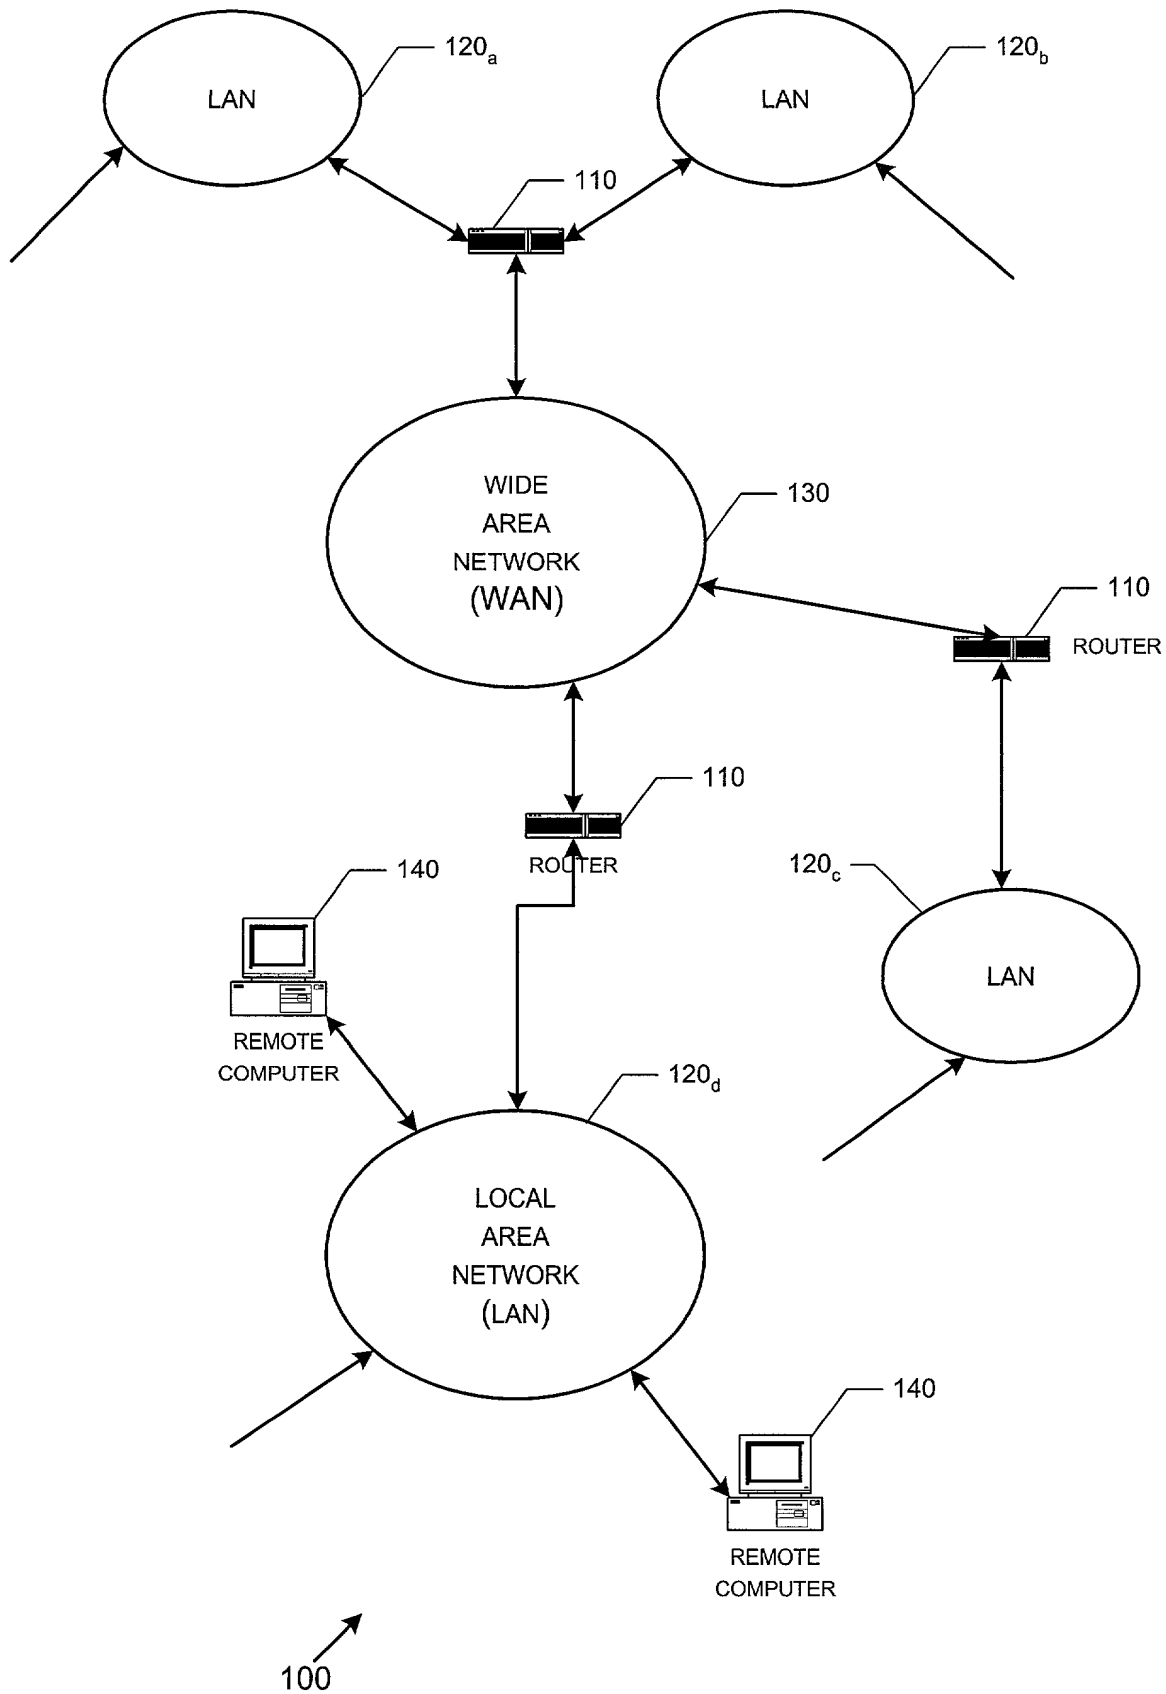 120a
120b
LAN
LAN
110
WIDE
AREA
NETWORK
(WAN)
130
110
ROUTER
110
ROUTER
140
120c
LAN
REMOTE
COMPUTER
120d
LOCAL
AREA
NETWORK
(LAN)
140
REMOTE
COMPUTER
100